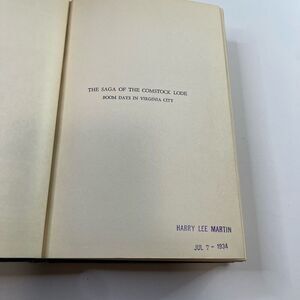 THE SAGA OF THE COMSTOCK LODE
BOOM DAYS IN VIRGINIA CITY
HARRY LEE MARTIN
JUL 7 - 1934